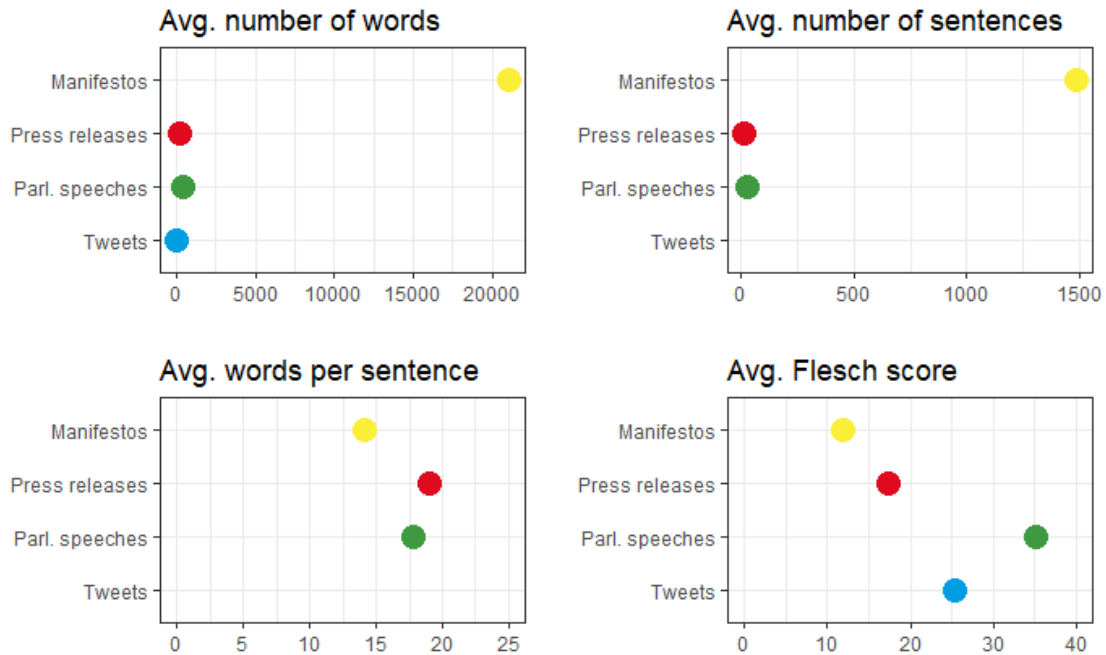 Avg. number of words
Manifestos
Press releases
Parl. speeches
Tweets
0 5000 10000 15000 20000
Avg. number of sentences
Manifestos
Press releases
Parl. speeches
Tweets
0 500 1000 1500
Avg. words per sentence
Manifestos
Press releases
Parl. speeches
Tweets
0 5 10 15 20 25
Avg. Flesch score
Manifestos
Press releases
Parl. speeches
Tweets
0 10 20 30 40